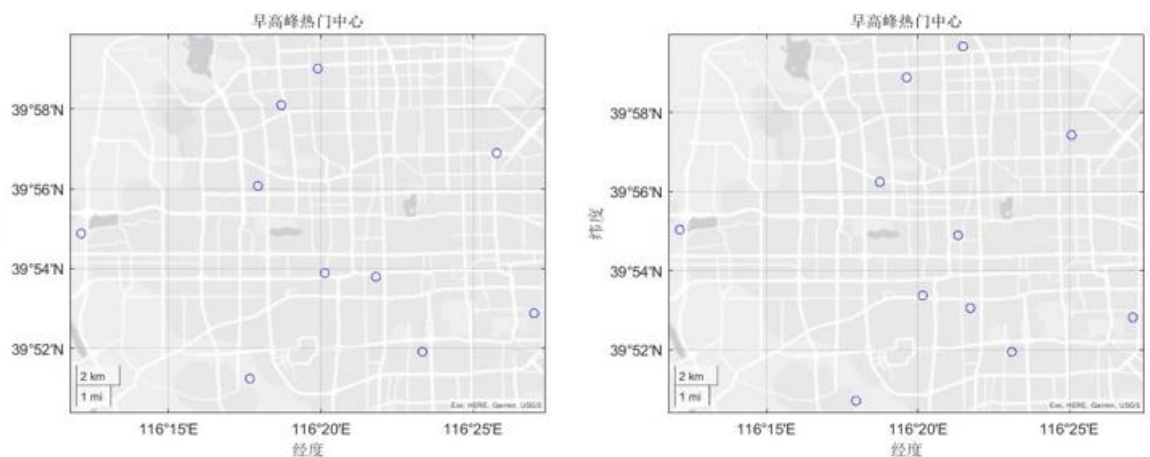 早高峰热门中心
39°58'N
39°56'N
39°54'N
39°52'N
2 km
1 mi
Esri, HERE, Garmin, USGS
116°15'E
116°20'E
116°25'E
经度
早高峰热门中心
39°58'N
39°56'N
纬度
39°54'N
39°52'N
2 km
1 mi
Esri, HERE, Garmin, USGS
116°15'E
116°20'E
116°25'E
经度